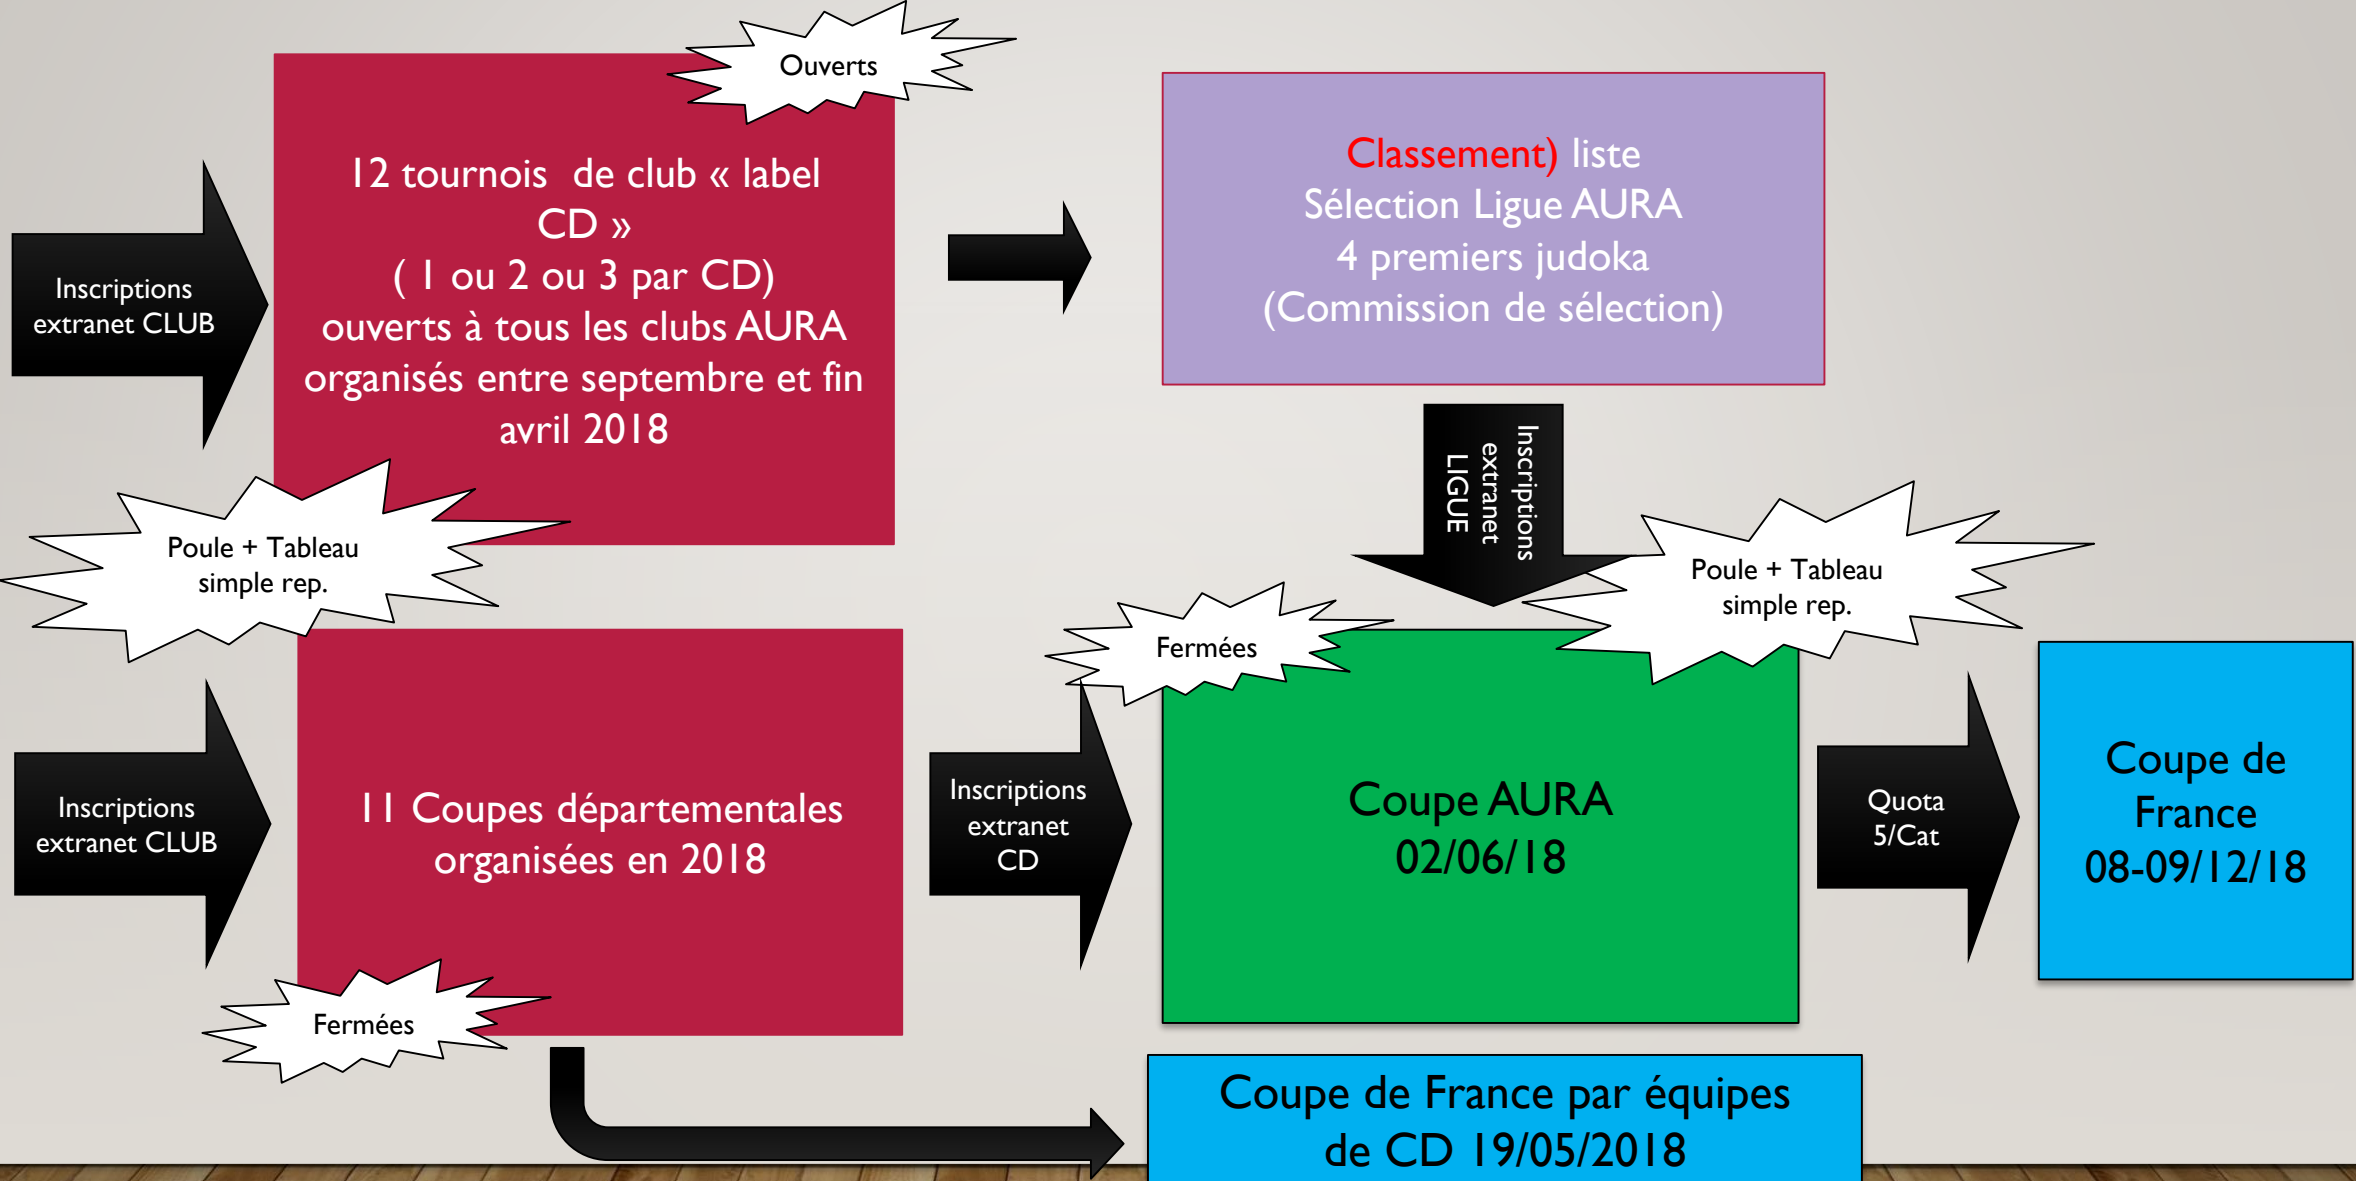 Ouverts
12 tournois de club « label
CD »
( 1 ou 2 ou 3 par CD)
ouverts à tous les clubs AURA
organisés entre septembre et fin
avril 2018
Inscriptions
extranet CLUB
Classement) liste
Sélection Ligue AURA
4 premiers judoka
(Commission de sélection)
Inscriptions
extranet
LIGUE
Poule + Tableau
simple rep.
Poule + Tableau
simple rep.
Fermées
Inscriptions
extranet CLUB
11 Coupes départementales
organisées en 2018
Inscriptions
extranet
CD
Coupe AURA
02/06/18
Quota
5/Cat
Coupe de
France
08-09/12/18
Fermées
Coupe de France par équipes
de CD 19/05/2018